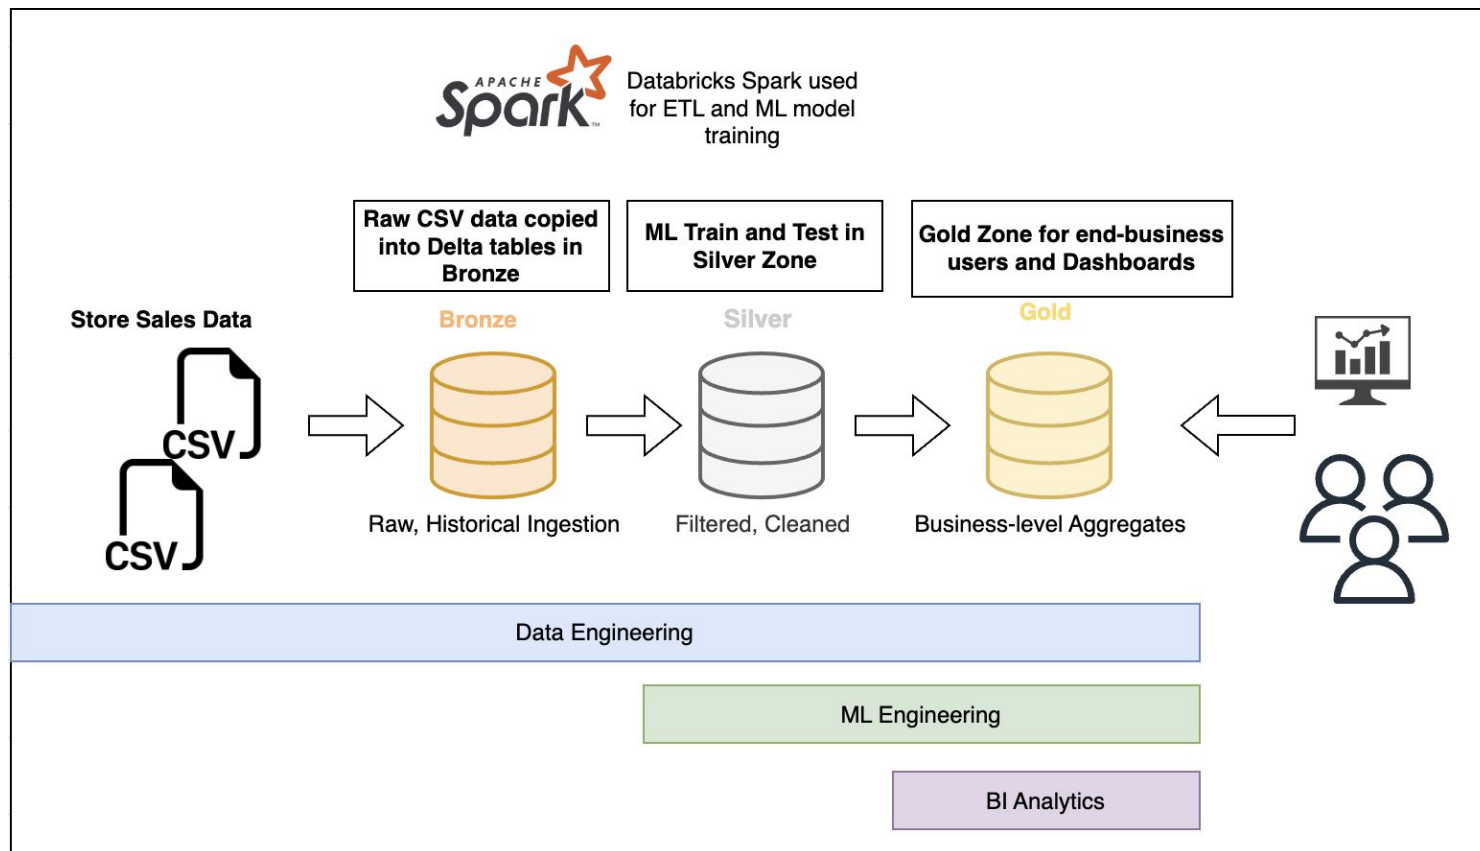 APACHE
Spark™
Databricks Spark used
for ETL and ML model
training
Raw CSV data copied
into Delta tables in
Bronze
ML Train and Test in
Silver Zone
Gold Zone for end-business
users and Dashboards
Store Sales Data
Bronze
Silver
Gold
CSV
CSV
Raw, Historical Ingestion
Filtered, Cleaned
Business-level Aggregates
Data Engineering
ML Engineering
BI Analytics